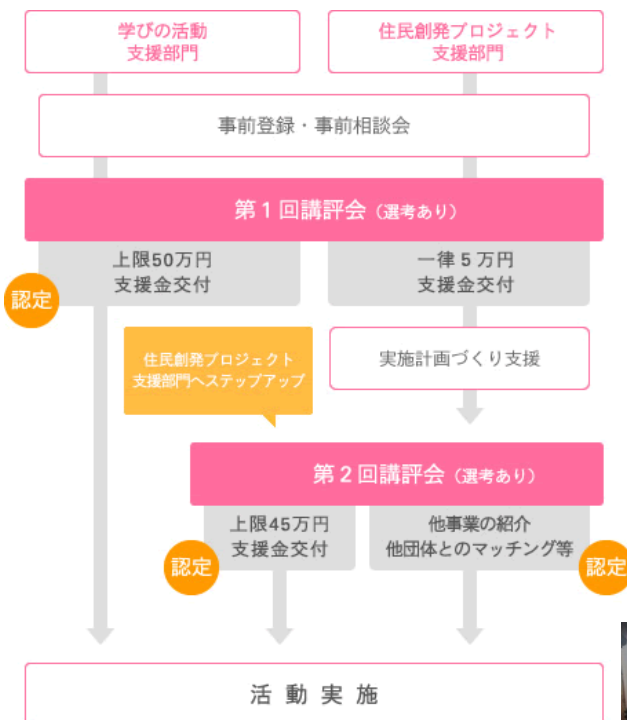 学びの活動
支援部門
住民創発プロジェクト
支援部門
事前登録・事前相談会
第1回講評会（選考あり）
上限50万円
支援金交付
認定
一律5万円
支援金交付
住民創発プロジェクト
支援部門へステップアップ
実施計画づくり支援
第2回講評会（選考あり）
上限45万円
支援金交付
認定
他事業の紹介
他団体とのマッチング等
認定
活動実施